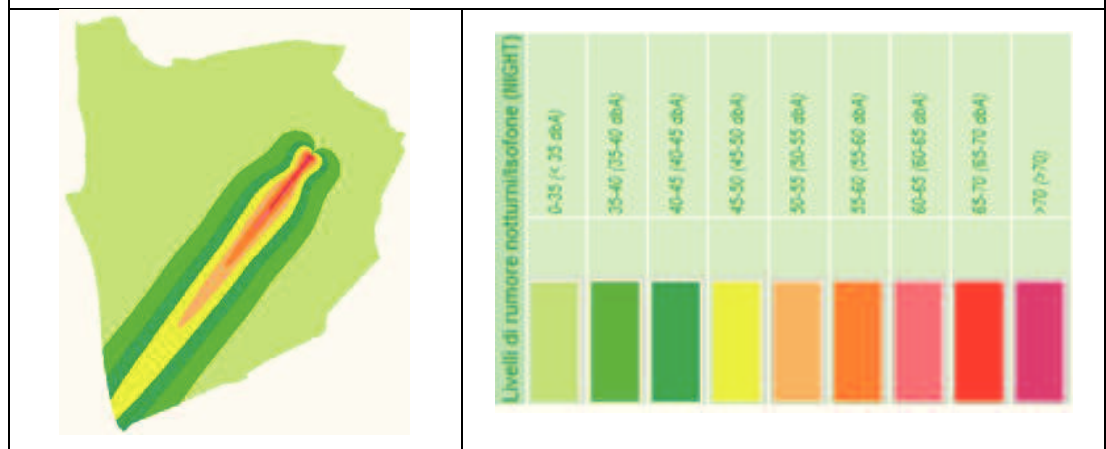 Livelli di rumore notturni/isofone (NIGHT)
0-35 (< 35 dbA)
35-40 (35-40 dbA)
40-45 (40-45 dbA)
45-50 (45-50 dbA)
50-55 (50-55 dbA)
55-60 (55-60 dbA)
60-65 (60-65 dbA)
65-70 (65-70 dbA)
>70 (>70)